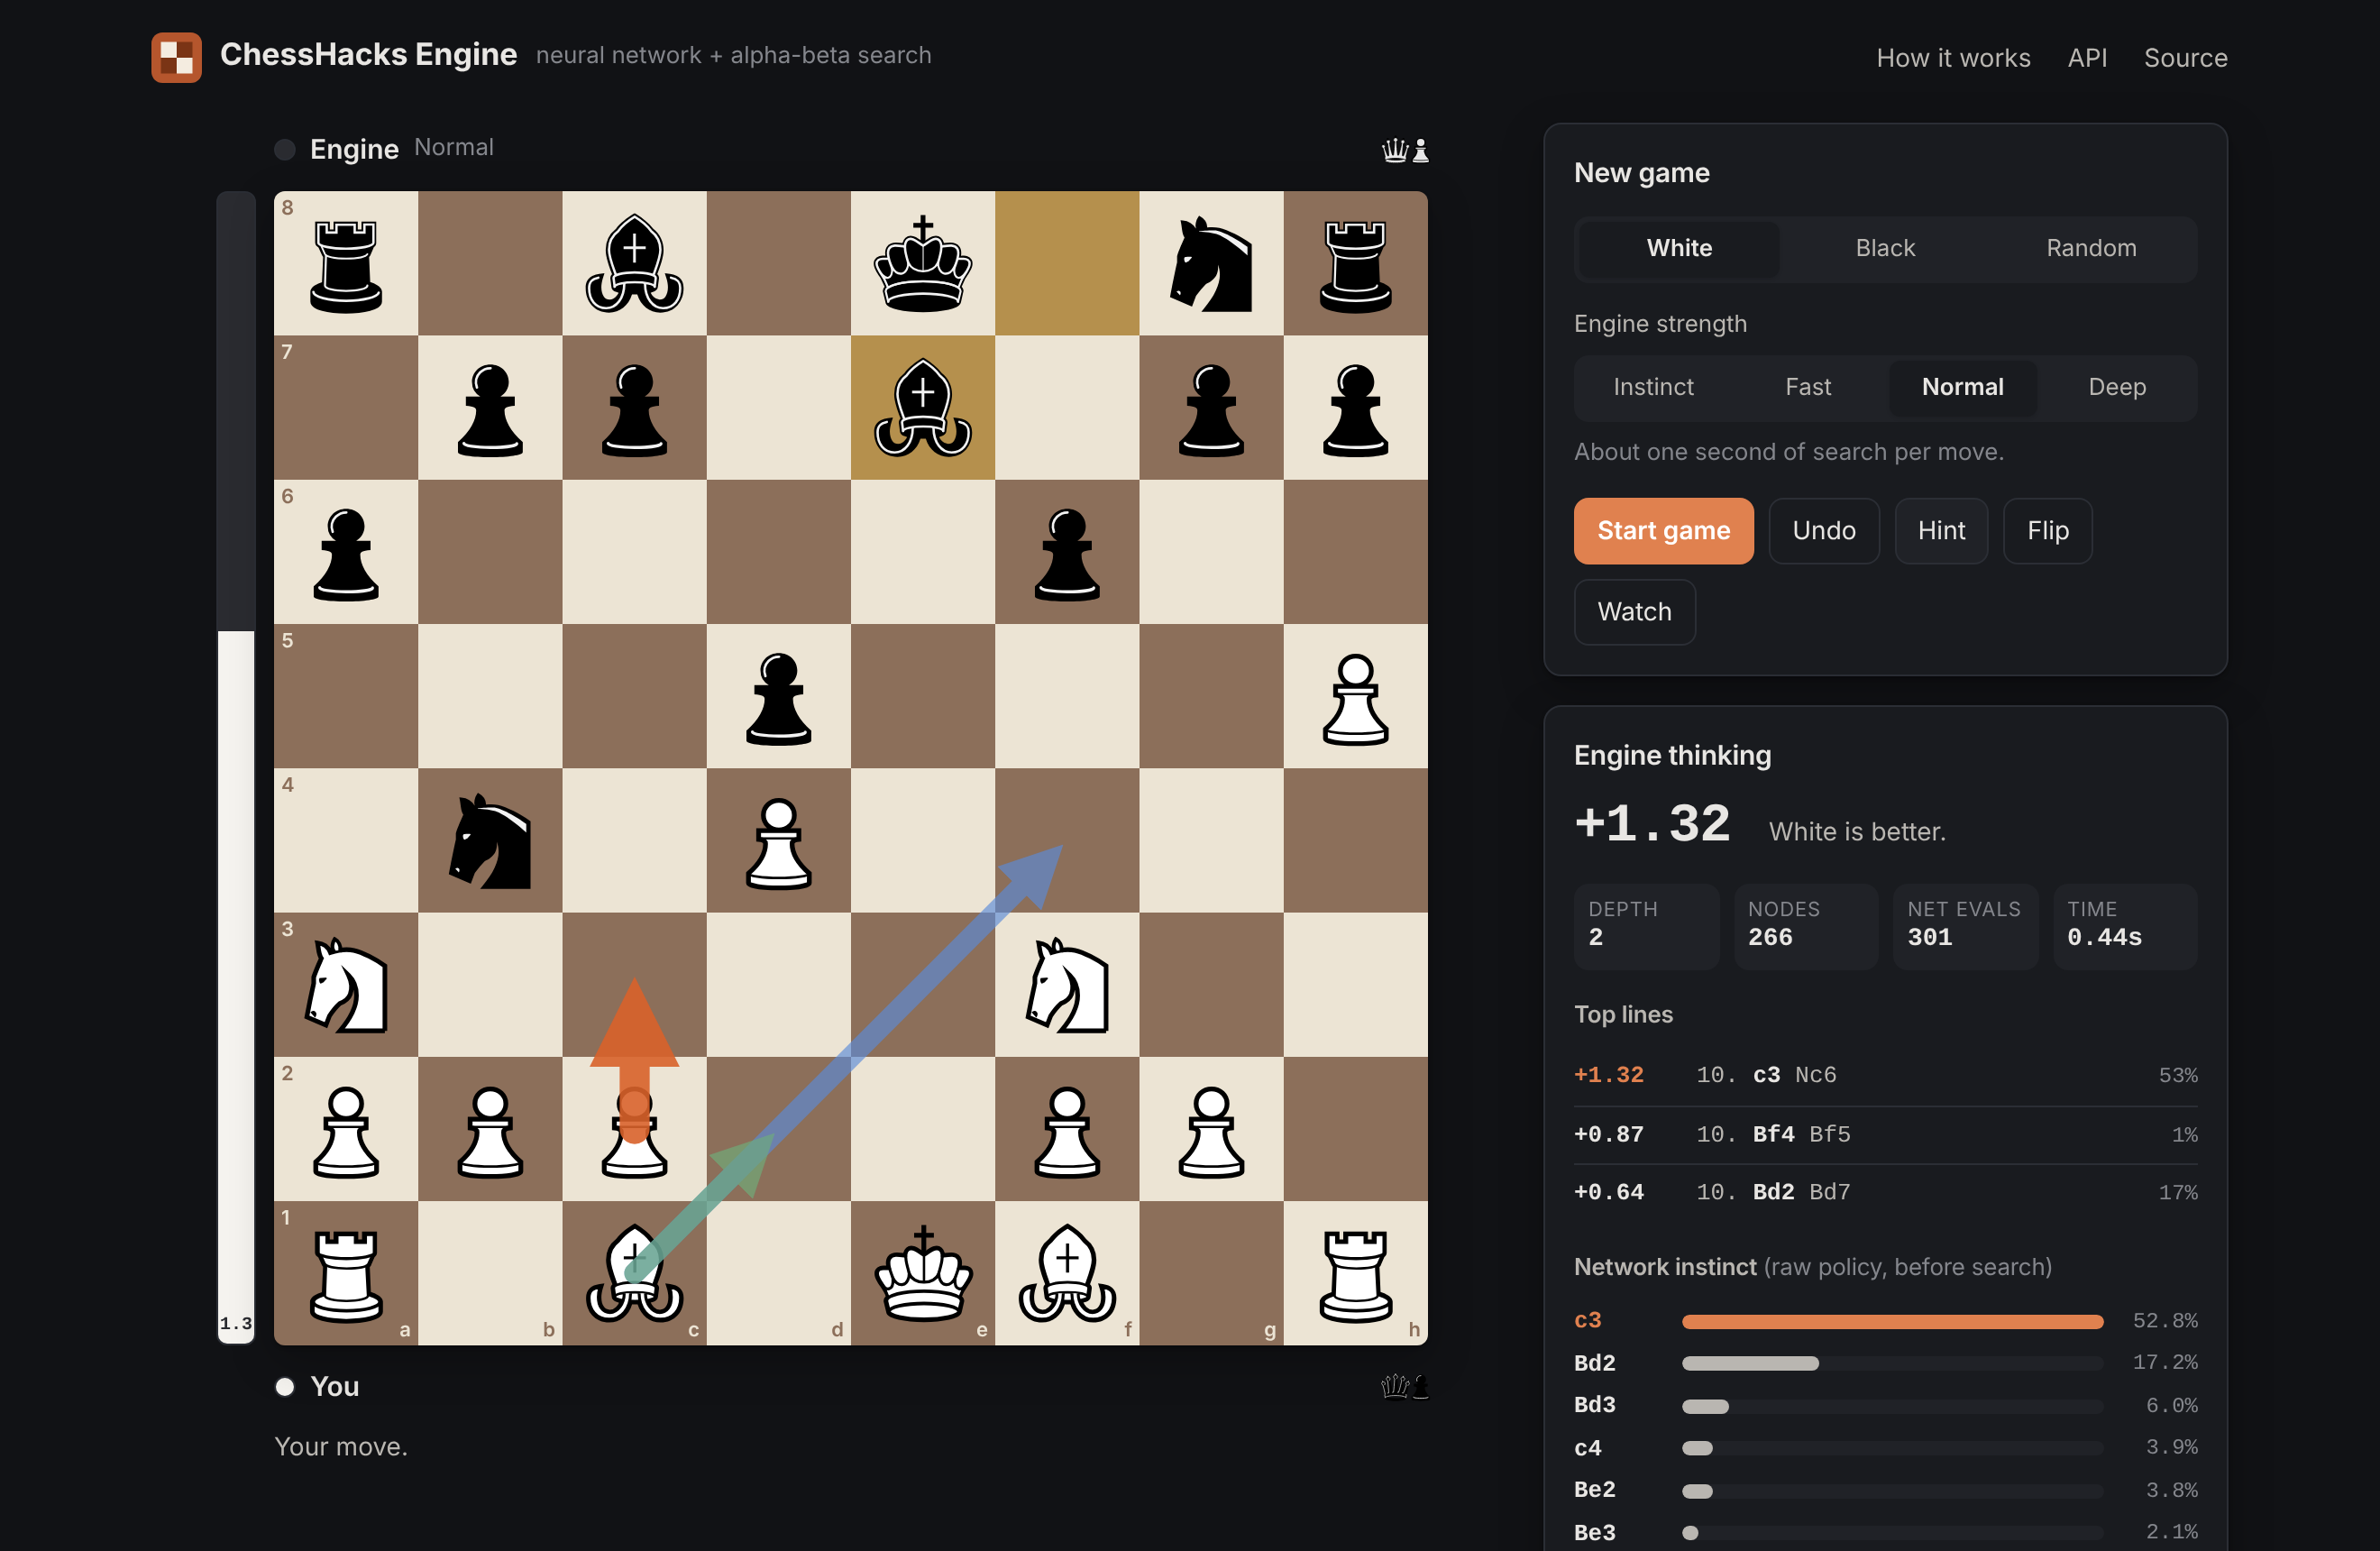 ChessHacks Engine neural network + alpha-beta search
How it works API Source
Engine Normal
8
7
6
5
4
3
2
1
a b c d e f g h
1.3
You
Your move.
New game
White Black Random
Engine strength
Instinct Fast Normal Deep
About one second of search per move.
Start game Undo Hint Flip
Watch
Engine thinking
+1.32 White is better.
DEPTH NODES NET EVALS TIME
2 266 301 0.44s
Top lines
+1.32 10. c3 Nc6 53%
+0.87 10. Bf4 Bf5 1%
+0.64 10. Bd2 Bd7 17%
Network instinct (raw policy, before search)
c3 52.8%
Bd2 17.2%
Bd3 6.0%
c4 3.9%
Be2 3.8%
Be3 2.1%